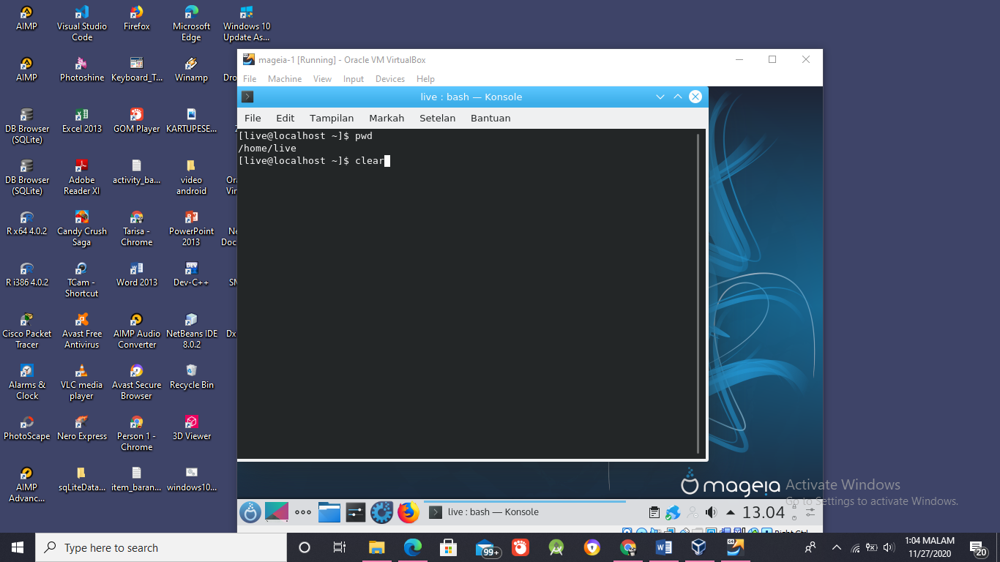 AIMP
Visual Studio
Code
Firefox
Microsoft
Edge
Windows 10
Update As...
AIMP
Photoshine
Keyboard_T...
Winamp
Dro
DB Browser
(SQLite)
Excel 2013
GOM Player
KARTUPESE...
DB Browser
(SQLite)
Adobe
Reader XI
activity_ba...
video
android
Ora
Vir
R x64 4.0.2
Candy Crush
Saga
Tarisa -
Chrome
PowerPoint
2013
Ne
Doc
R i386 4.0.2
TCam -
Shortcut
Word 2013
Dev-C++
SM
Cisco Packet
Tracer
Avast Free
Antivirus
AIMP Audio
Converter
NetBeans IDE
8.0.2
Dx
Alarms &
Clock
VLC media
player
Avast Secure
Browser
Recycle Bin
PhotoScape
Nero Express
Person 1 -
Chrome
3D Viewer
AIMP
Advanc...
sqLiteData...
item_baran...
windows10...
mageia-1 [Running] - Oracle VM VirtualBox
File Machine View Input Devices Help
live : bash — Konsole
File Edit Tampilan Markah Setelan Bantuan
[live@localhost ~]$ pwd
/home/live
[live@localhost ~]$ clear
mageia
Activate Windows
Go to Settings to activate Windows.
live : bash — Konsole
13.04
Right Ctrl
Type here to search
99+
64
1:04 MALAM
11/27/2020
20